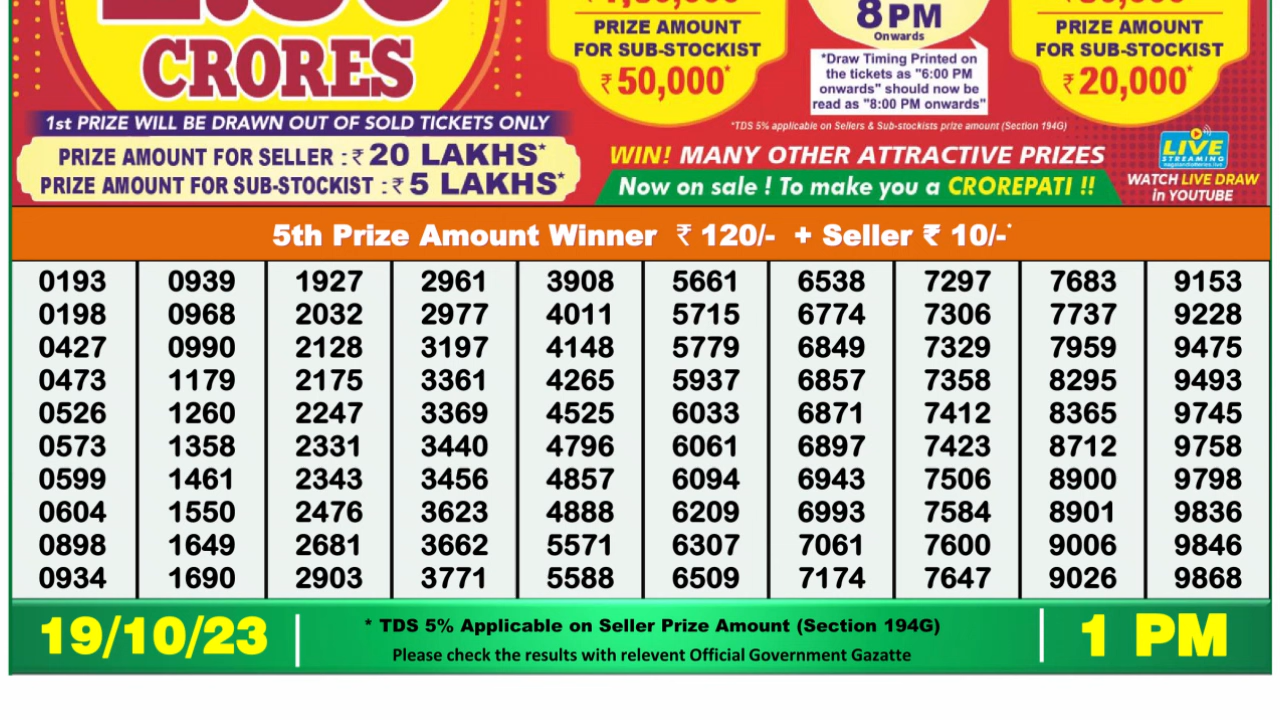 CRORES
1st PRIZE WILL BE DRAWN OUT OF SOLD TICKETS ONLY
PRIZE AMOUNT FOR SELLER : ₹ 20 LAKHS*
PRIZE AMOUNT FOR SUB-STOCKIST : ₹ 5 LAKHS*
PRIZE AMOUNT
FOR SUB-STOCKIST
₹ 50,000*
8 PM
Onwards
*Draw Timing Printed on
the tickets as "6:00 PM
onwards" should now be
read as "8:00 PM onwards"
PRIZE AMOUNT
FOR SUB-STOCKIST
₹ 20,000*
*TDS 5% applicable on Sellers & Sub-stockists prize amount (Section 194G)
WIN! MANY OTHER ATTRACTIVE PRIZES
Now on sale ! To make you a CROREPATI !!
LIVE
STREAMING
WATCH LIVE DRAW
in YOUTUBE
5th Prize Amount Winner ₹ 120/- + Seller ₹ 10/-*
0193 0939 1927 2961 3908 5661 6538 7297 7683 9153
0198 0968 2032 2977 4011 5715 6774 7306 7737 9228
0427 0990 2128 3197 4148 5779 6849 7329 7959 9475
0473 1179 2175 3361 4265 5937 6857 7358 8295 9493
0526 1260 2247 3369 4525 6033 6871 7412 8365 9745
0573 1358 2331 3440 4796 6061 6897 7423 8712 9758
0599 1461 2343 3456 4857 6094 6943 7506 8900 9798
0604 1550 2476 3623 4888 6209 6993 7584 8901 9836
0898 1649 2681 3662 5571 6307 7061 7600 9006 9846
0934 1690 2903 3771 5588 6509 7174 7647 9026 9868
19/10/23
* TDS 5% Applicable on Seller Prize Amount (Section 194G)
Please check the results with relevent Official Government Gazatte
1 PM